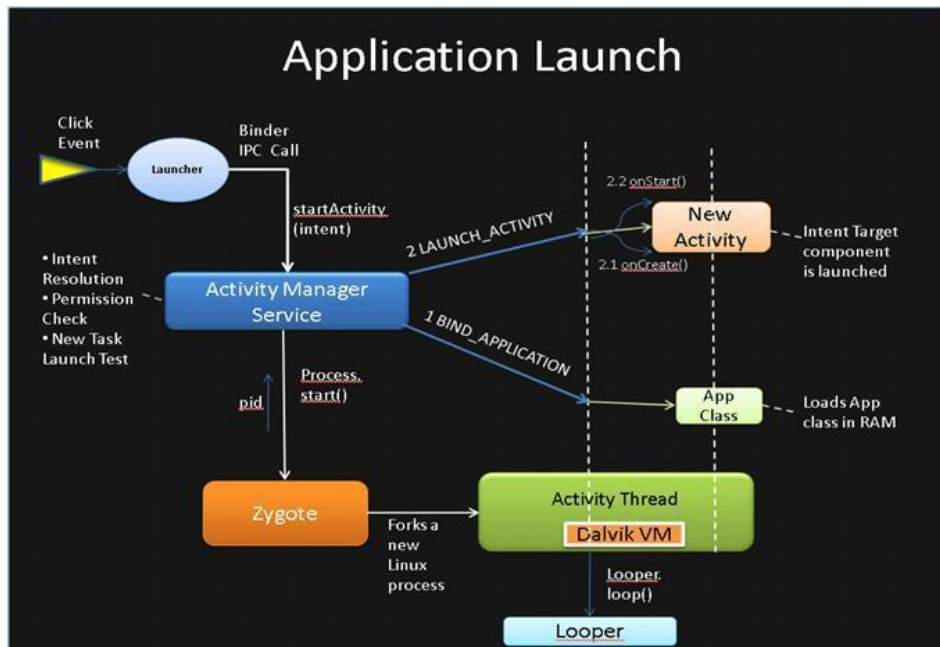 Application Launch
Click
Event
Launcher
Binder
IPC Call
startActivity
(intent)
2 LAUNCH_ACTIVITY
2.2 onStart()
New
Activity
2.1 onCreate()
Intent Target
component
is launched
• Intent
Resolution
• Permission
Check
• New Task
Launch Test
Activity Manager
Service
1 BIND_APPLICATION
App
Class
Loads App
class in RAM
pid
Process.
start()
Zygote
Forks a
new
Linux
process
Activity Thread
Dalvik VM
Looper.
loop()
Looper